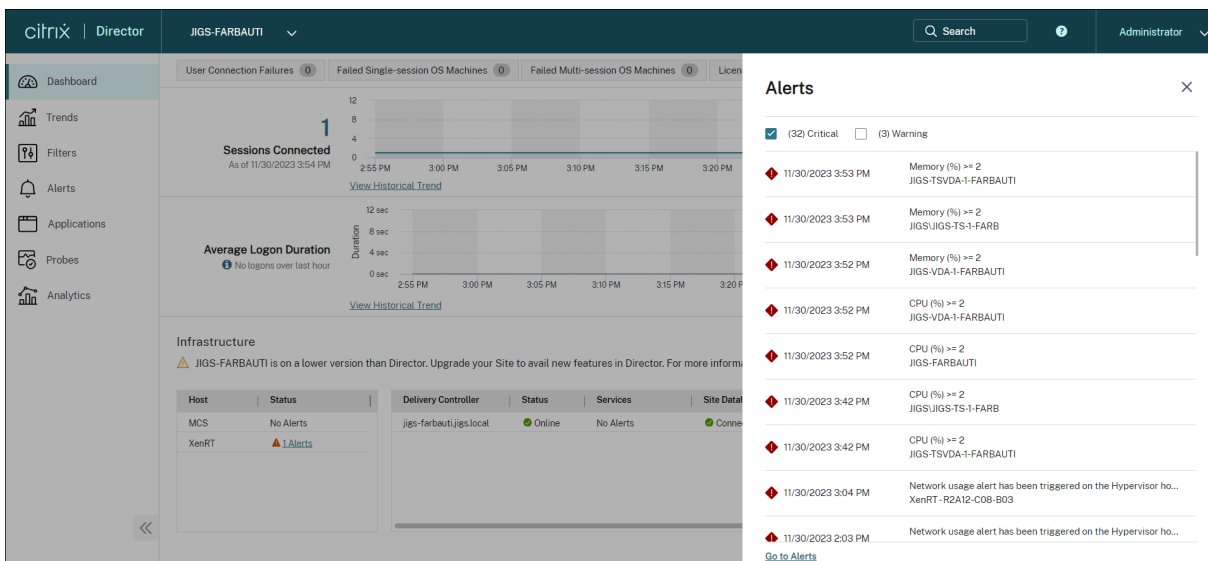 citrix | Director
JIGS-FARBAUTI
Search
Administrator
Dashboard
Trends
Filters
Alerts
Applications
Probes
Analytics
User Connection Failures 0
Failed Single-session OS Machines 0
Failed Multi-session OS Machines 0
Licen
1
Sessions Connected
As of 11/30/2023 3:54 PM
12
8
4
0
2:55 PM 3:00 PM 3:05 PM 3:10 PM 3:15 PM 3:20 PM
View Historical Trend
Average Logon Duration
No logons over last hour
Duration
12 sec
8 sec
4 sec
0 sec
2:55 PM 3:00 PM 3:05 PM 3:10 PM 3:15 PM 3:20 P
View Historical Trend
Infrastructure
JIGS-FARBAUTI is on a lower version than Director. Upgrade your Site to avail new features in Director. For more informa
Host Status
MCS No Alerts
XenRT 1 Alerts
Delivery Controller Status Services Site Datal
jigs-farbauti.jigs.local Online No Alerts Conne
Alerts
(32) Critical (3) Warning
11/30/2023 3:53 PM
Memory (%) >= 2
JIGS-TSVDA-1-FARBAUTI
11/30/2023 3:53 PM
Memory (%) >= 2
JIGS\JIGS-TS-1-FARB
11/30/2023 3:52 PM
Memory (%) >= 2
JIGS-VDA-1-FARBAUTI
11/30/2023 3:52 PM
CPU (%) >= 2
JIGS-VDA-1-FARBAUTI
11/30/2023 3:52 PM
CPU (%) >= 2
JIGS-FARBAUTI
11/30/2023 3:42 PM
CPU (%) >= 2
JIGS\JIGS-TS-1-FARB
11/30/2023 3:42 PM
CPU (%) >= 2
JIGS-TSVDA-1-FARBAUTI
11/30/2023 3:04 PM
Network usage alert has been triggered on the Hypervisor ho...
XenRT - R2A12-C08-B03
11/30/2023 2:03 PM
Network usage alert has been triggered on the Hypervisor ho...
Go to Alerts